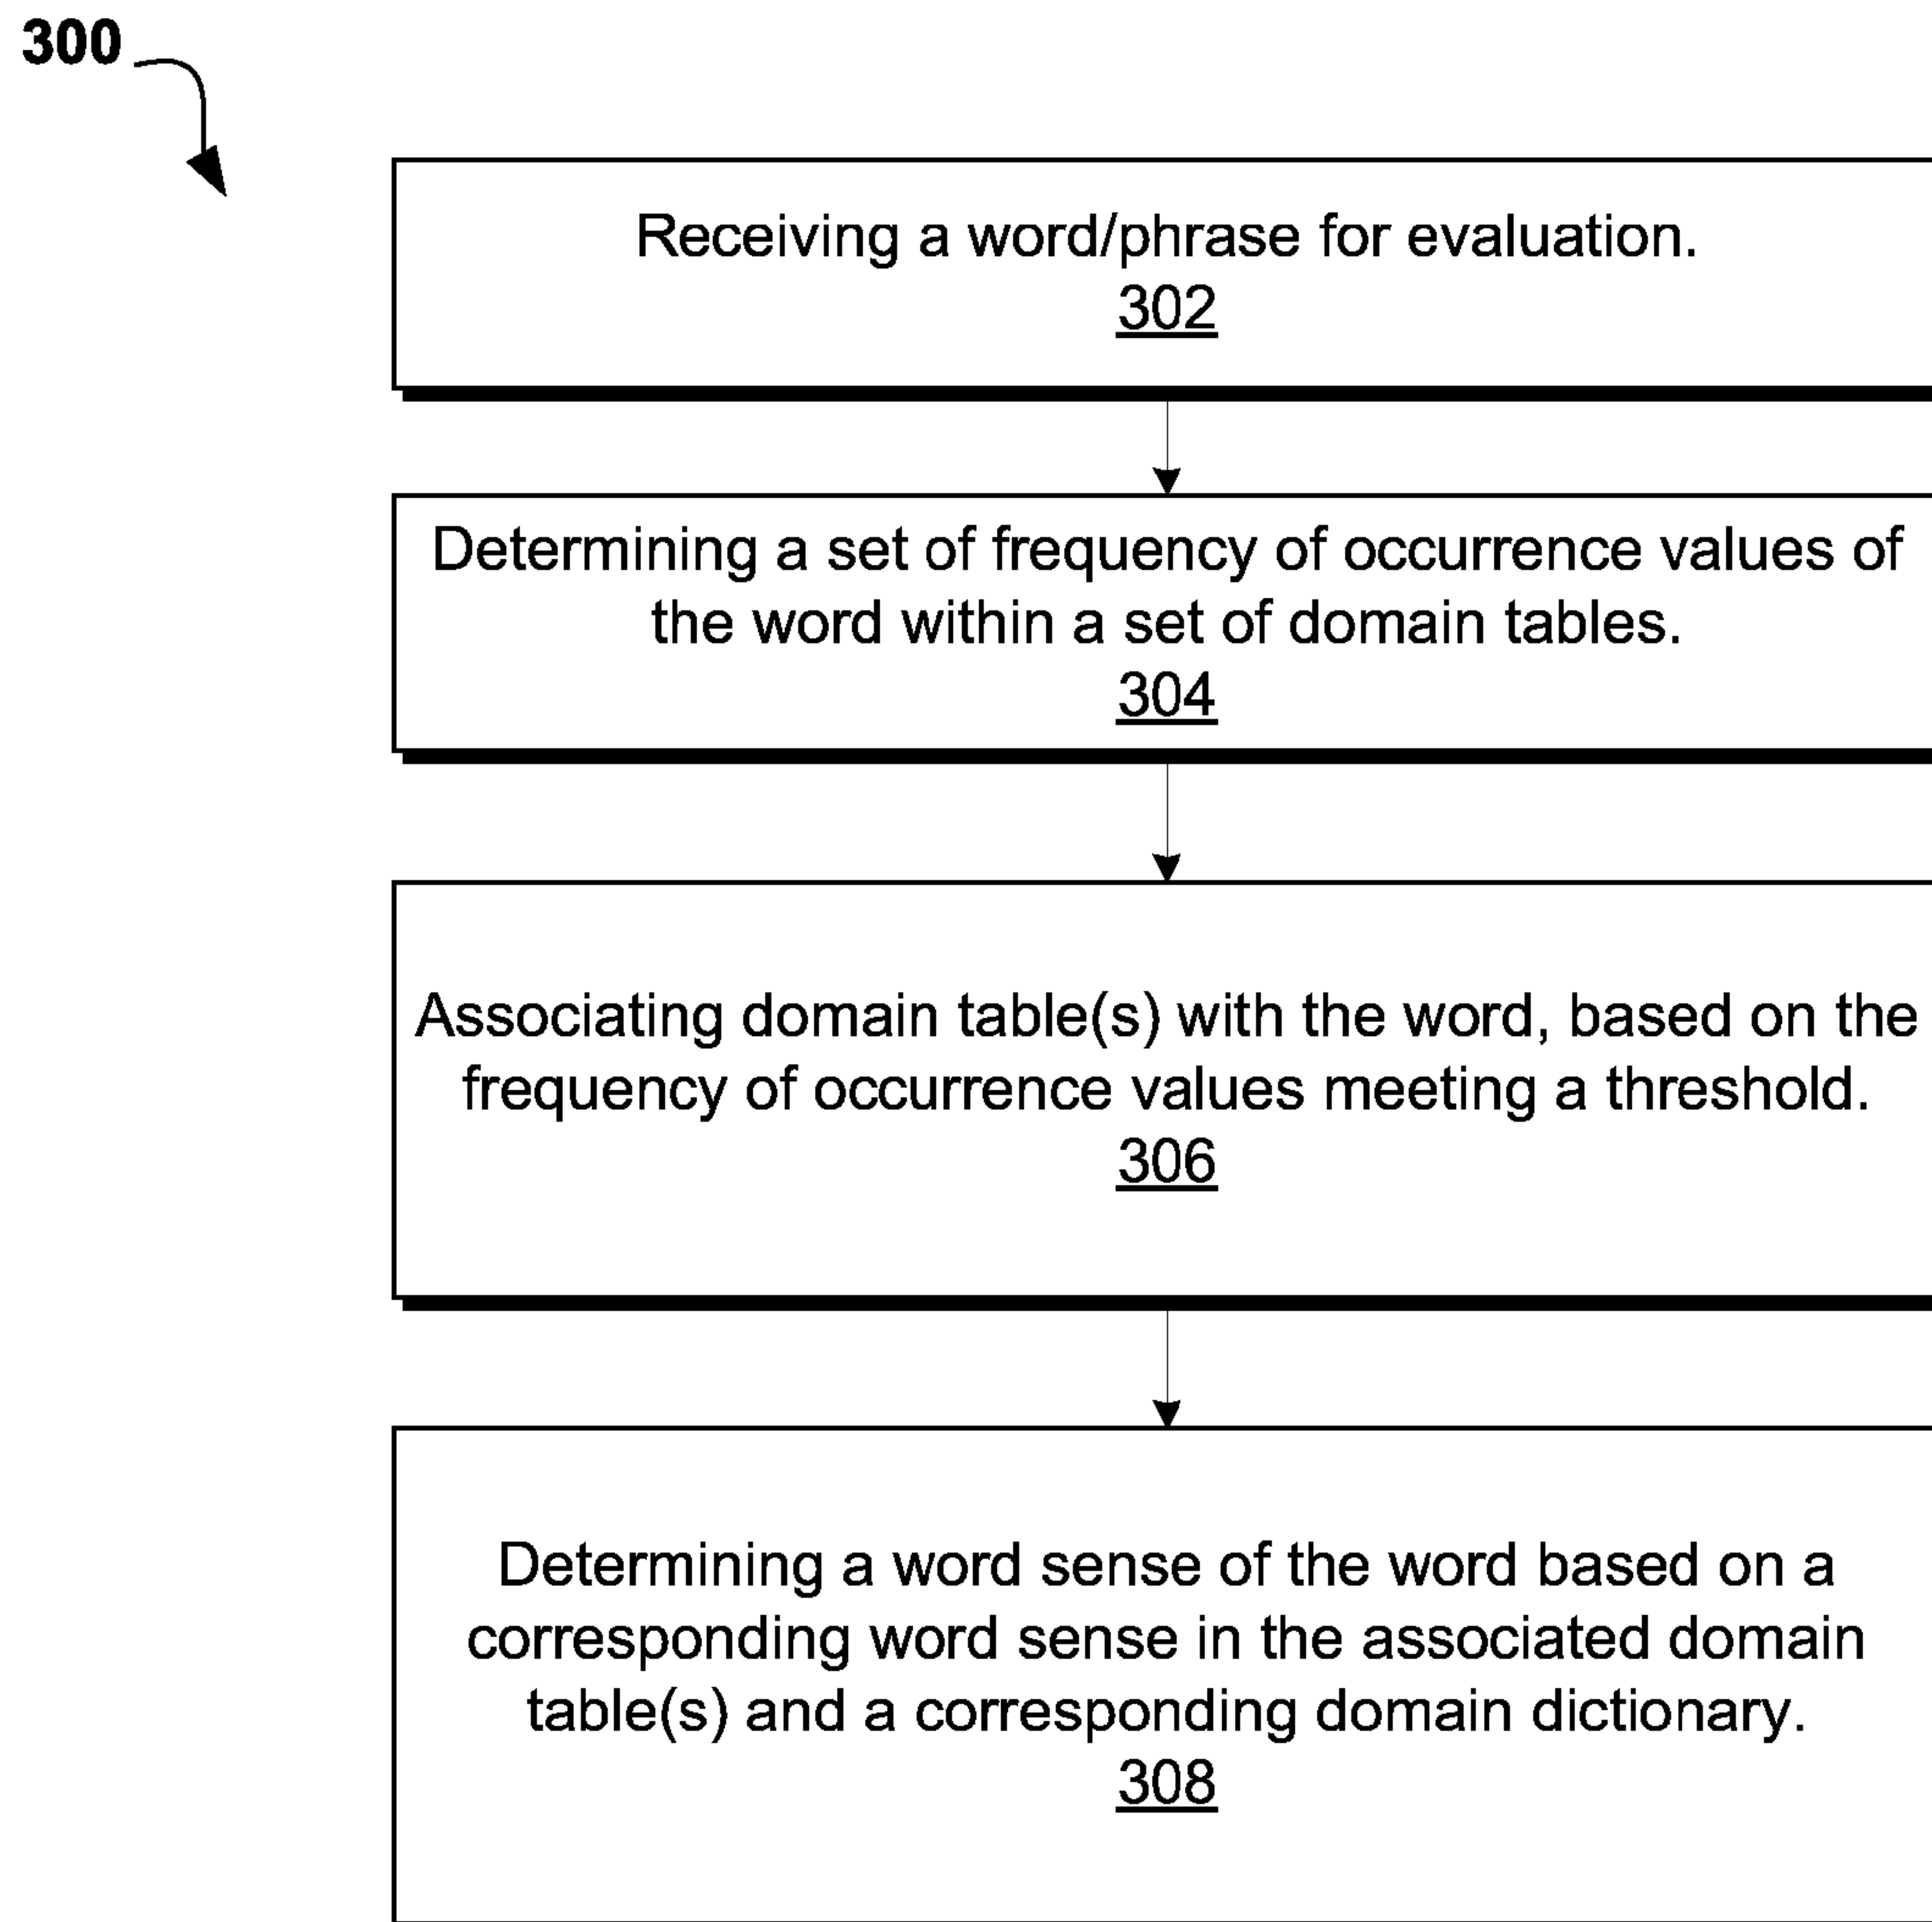 300
Receiving a word/phrase for evaluation.
302
Determining a set of frequency of occurrence values of
the word within a set of domain tables.
304
Associating domain table(s) with the word, based on the
frequency of occurrence values meeting a threshold.
306
Determining a word sense of the word based on a
corresponding word sense in the associated domain
table(s) and a corresponding domain dictionary.
308